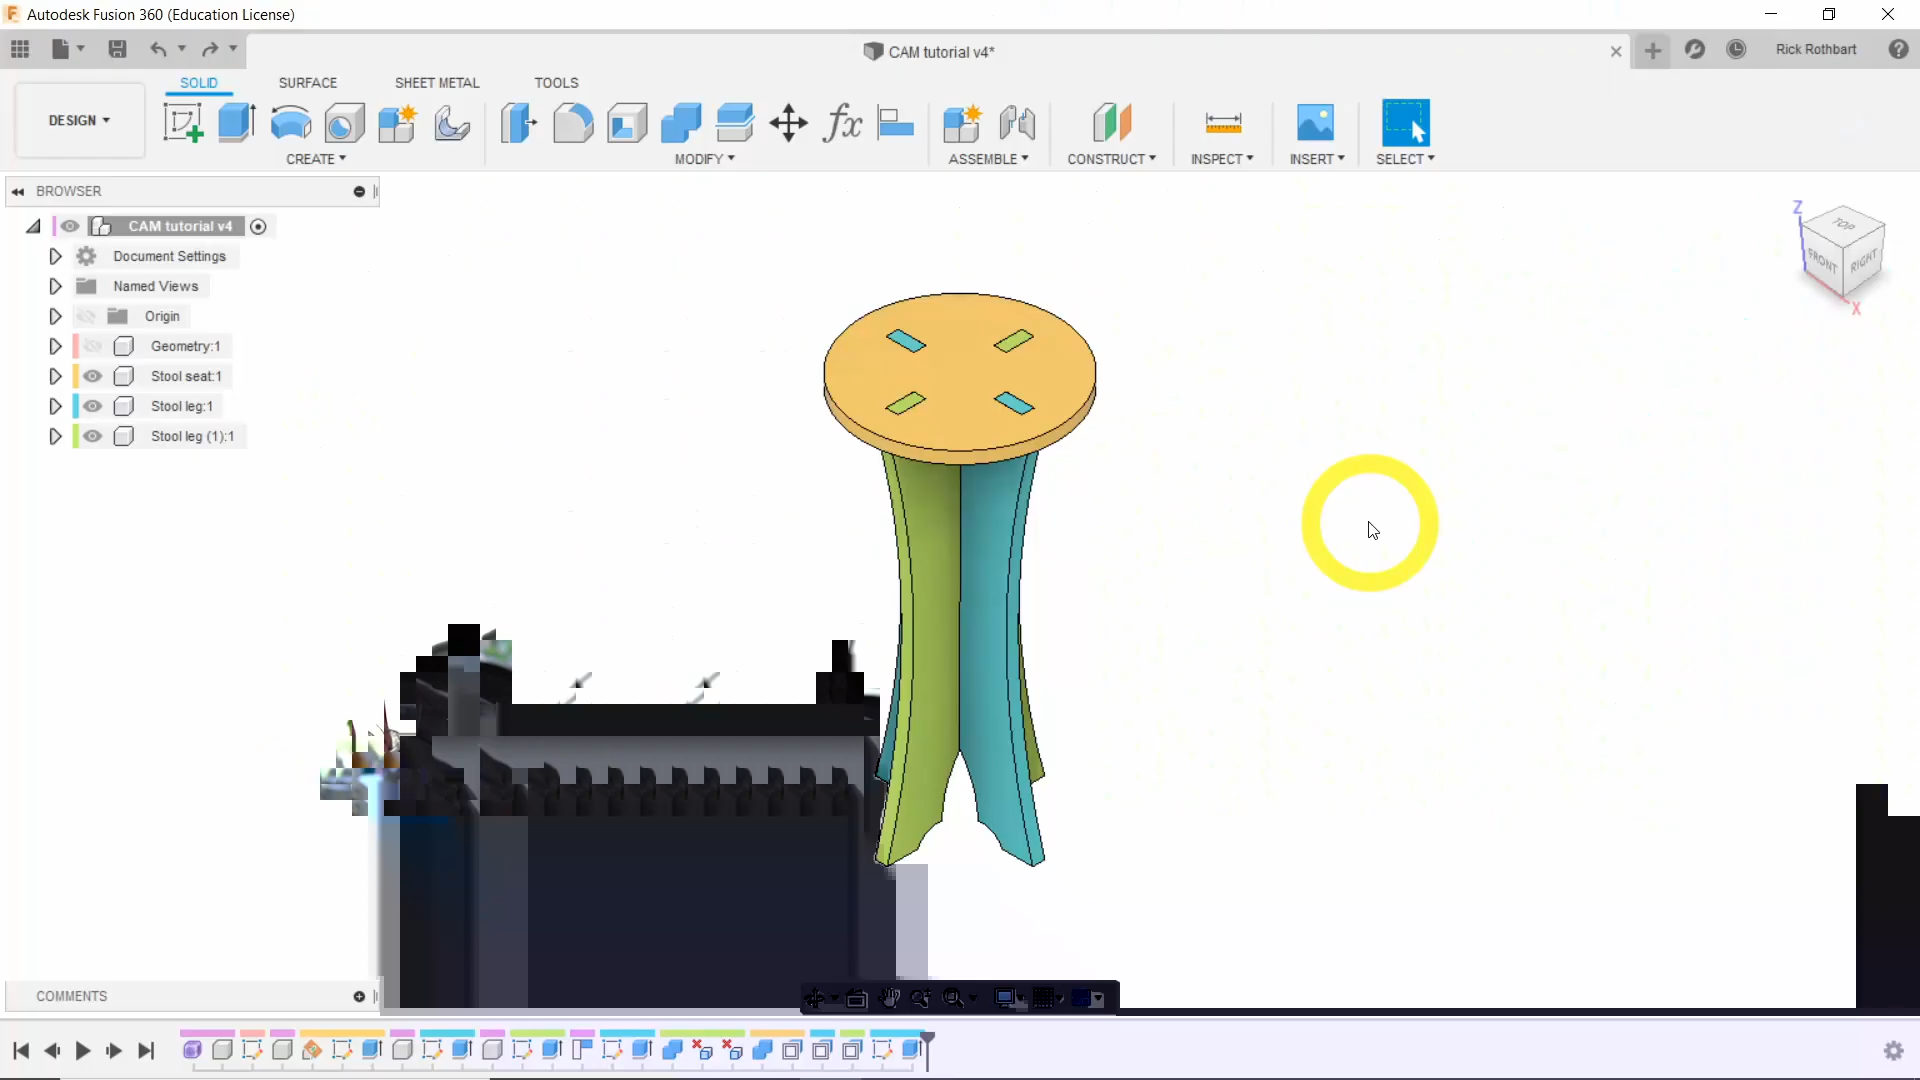 Autodesk Fusion 360 (Education License)
CAM tutorial v4*
Rick Rothbart
DESIGN
SOLID
SURFACE
SHEET METAL
TOOLS
CREATE
MODIFY
ASSEMBLE
CONSTRUCT
INSPECT
INSERT
SELECT
BROWSER
CAM tutorial v4
Document Settings
Named Views
Origin
Geometry:1
Stool seat:1
Stool leg:1
Stool leg (1):1
Z
TOP
FRONT
RIGHT
X
COMMENTS